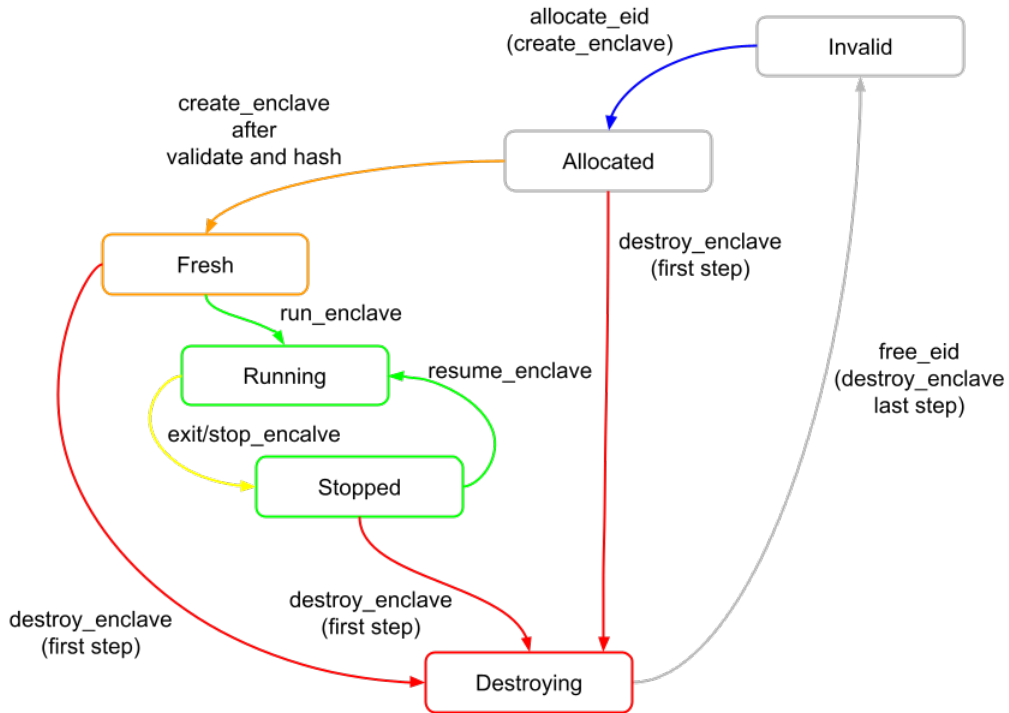 allocate_eid
(create_enclave)
Invalid
create_enclave
after
validate and hash
Allocated
destroy_enclave
(first step)
Fresh
run_enclave
Running
resume_enclave
free_eid
(destroy_enclave
last step)
exit/stop_encalve
Stopped
destroy_enclave
(first step)
destroy_enclave
(first step)
Destroying